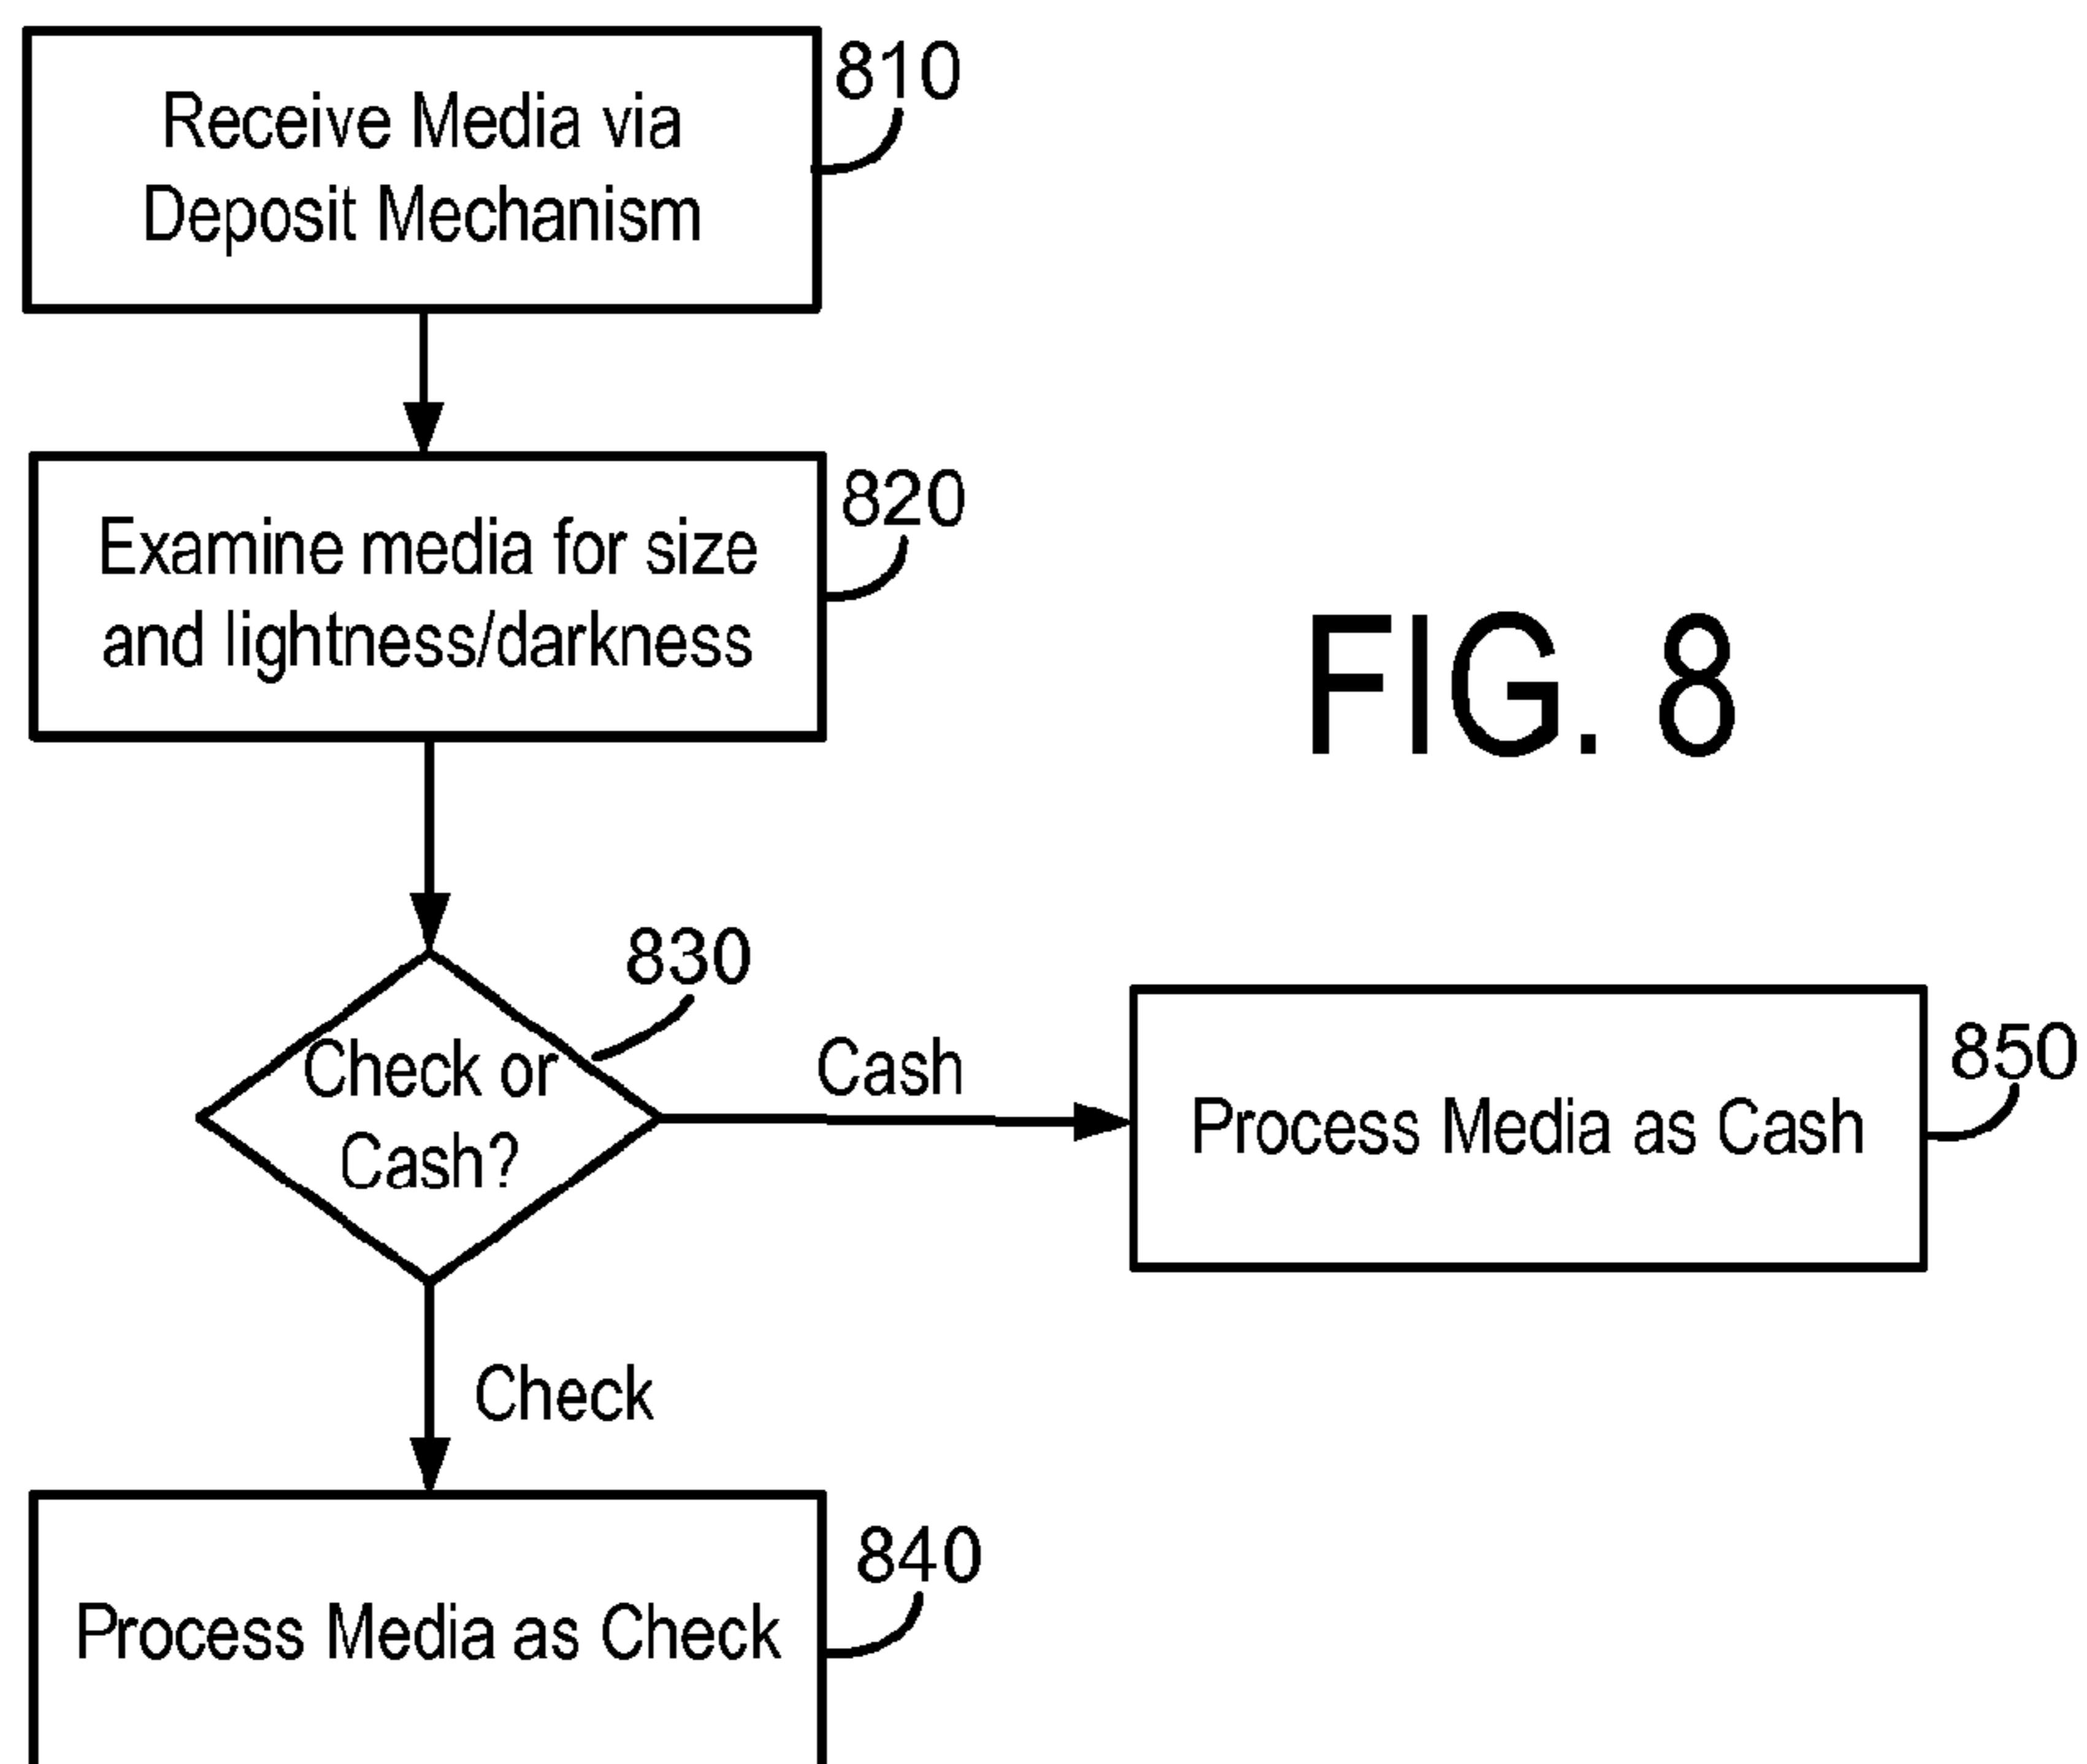 Receive Media via
Deposit Mechanism
810
Examine media for size
and lightness/darkness
820
FIG. 8
830
Check or
Cash?
Cash
Process Media as Cash
850
Check
Process Media as Check
840